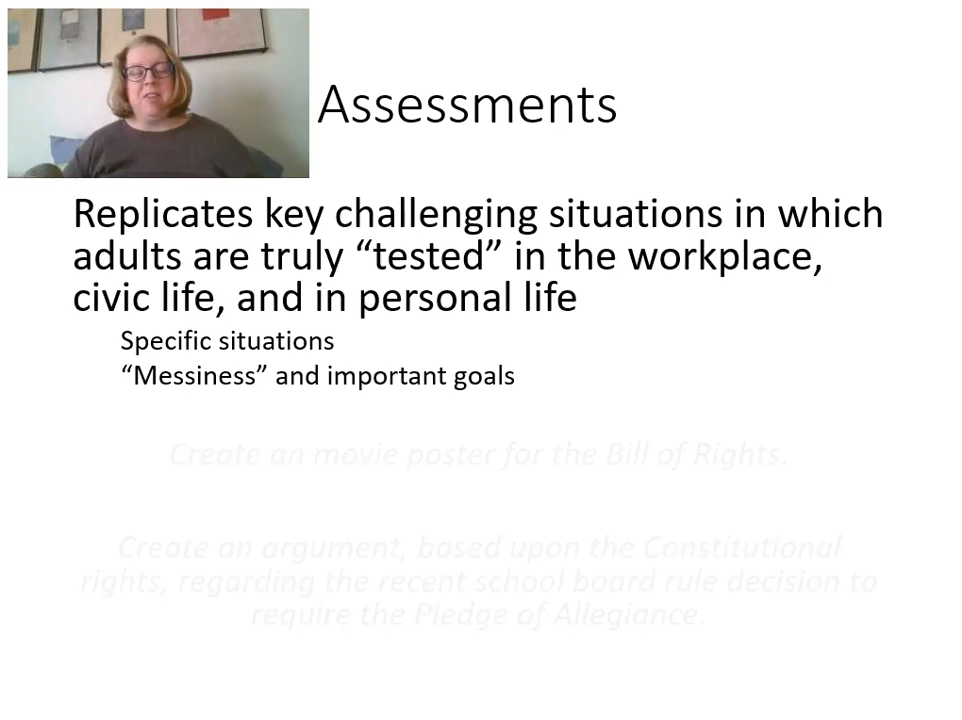 Assessments
Replicates key challenging situations in which
adults are truly “tested” in the workplace,
civic life, and in personal life
Specific situations
“Messiness” and important goals
Create an movie poster for the Bill of Rights.
Create an argument, based upon the Constitutional
rights, regarding the recent school board rule decision to
require the Pledge of Allegiance.